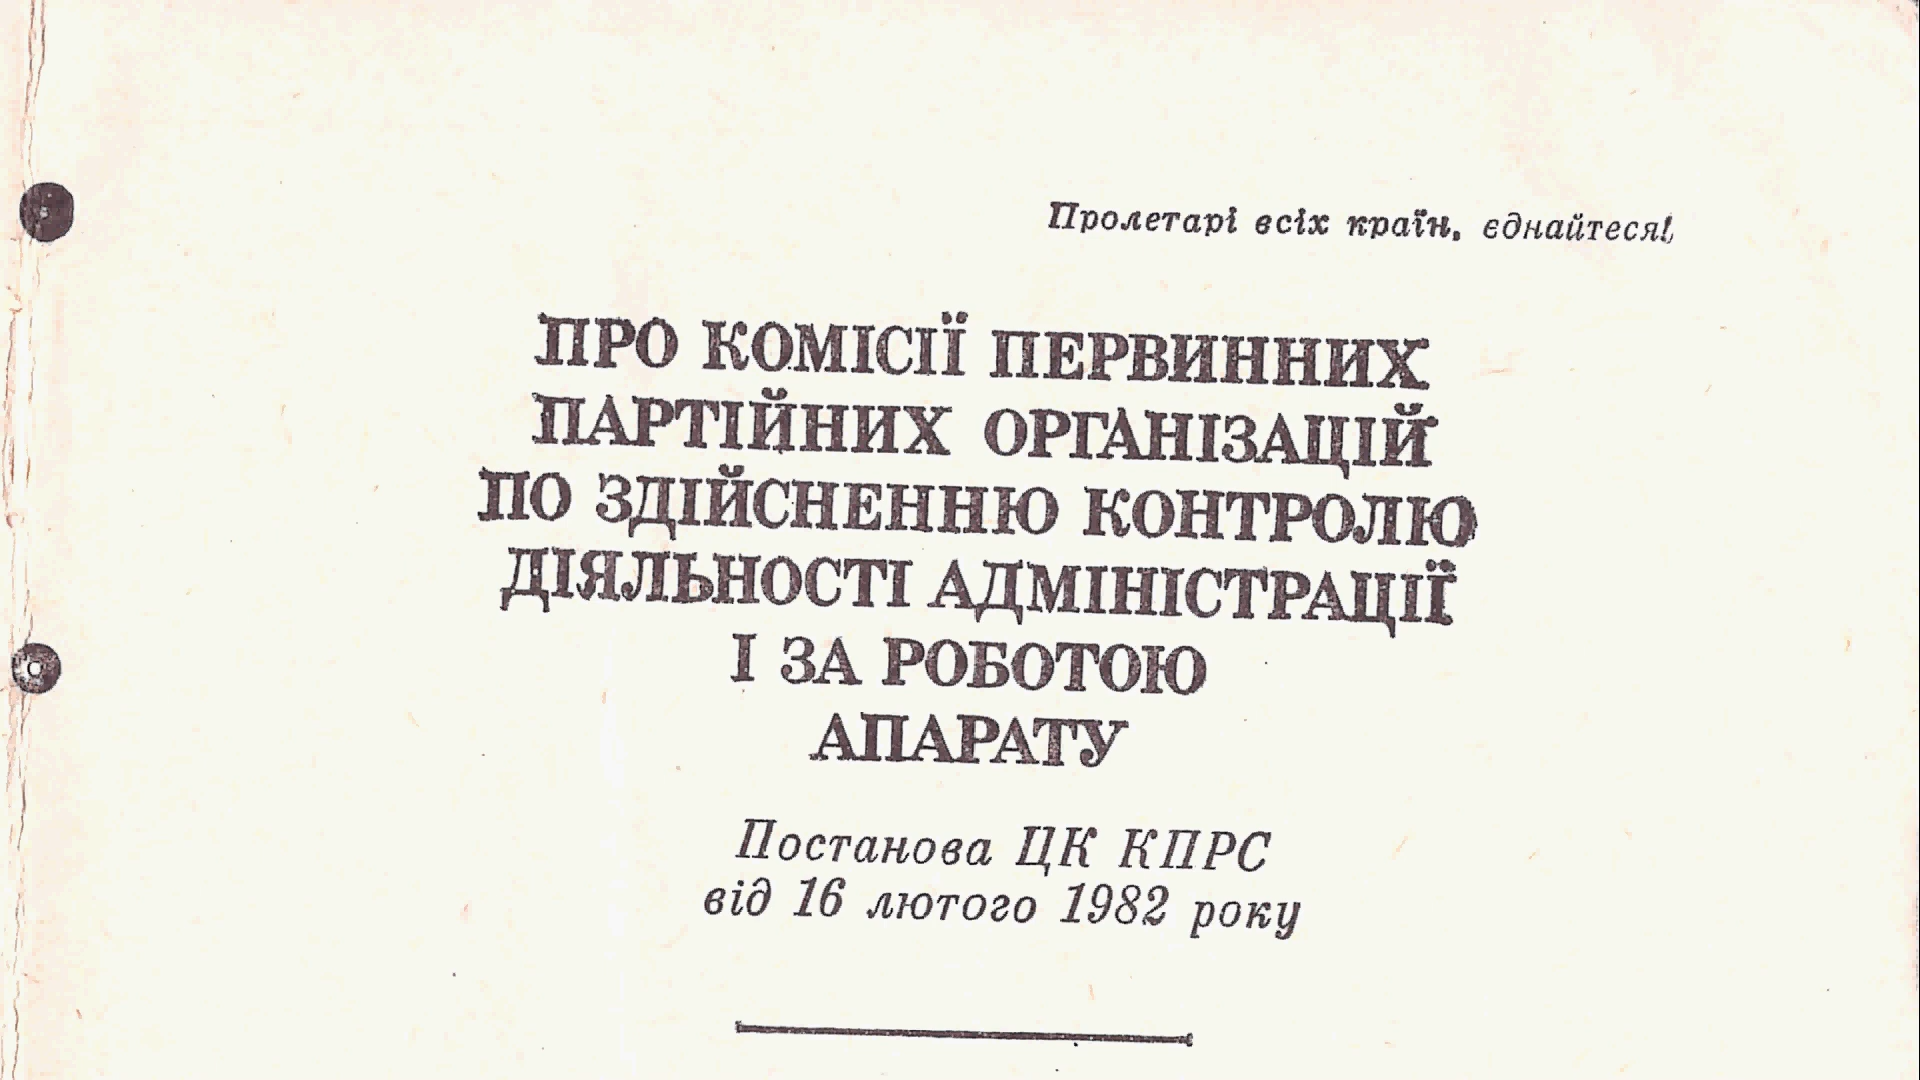 Пролетарі всіх країн, єднайтеся!
ПРО КОМІСІЇ ПЕРВИННИХ
ПАРТІЙНИХ ОРГАНІЗАЦІЙ
ПО ЗДІЙСНЕННЮ КОНТРОЛЮ
ДІЯЛЬНОСТІ АДМІНІСТРАЦІЇ
І ЗА РОБОТОЮ
АПАРАТУ
Постанова ЦК КПРС
від 16 лютого 1982 року